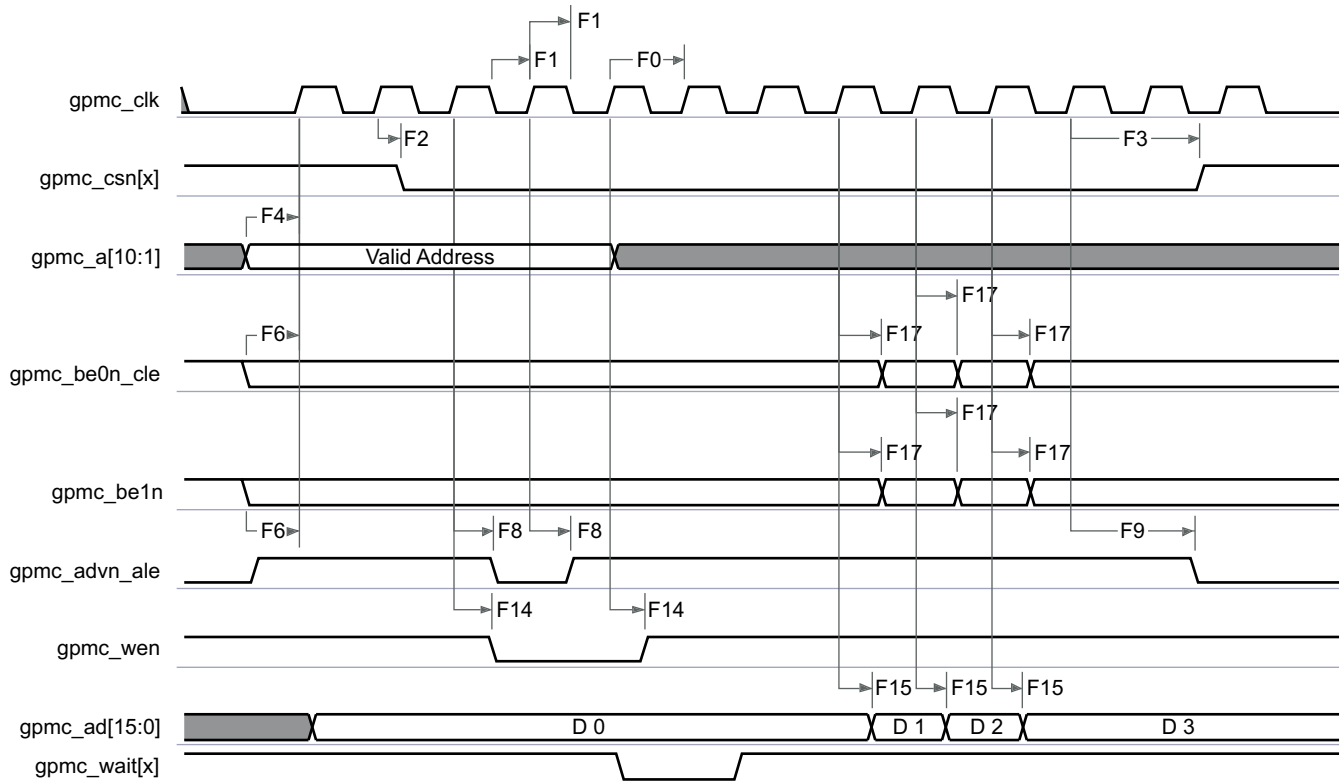 F1
F1 F0
gpmc_clk
F2 F3
gpmc_csn[x]
F4
gpmc_a[10:1] Valid Address
F17
F6 F17 F17
gpmc_be0n_cle
F17
F17 F17
gpmc_be1n
F6 F8 F8 F9
gpmc_advn_ale
F14 F14
gpmc_wen
F15 F15 F15
gpmc_ad[15:0] D 0 D 1 D 2 D 3
gpmc_wait[x]